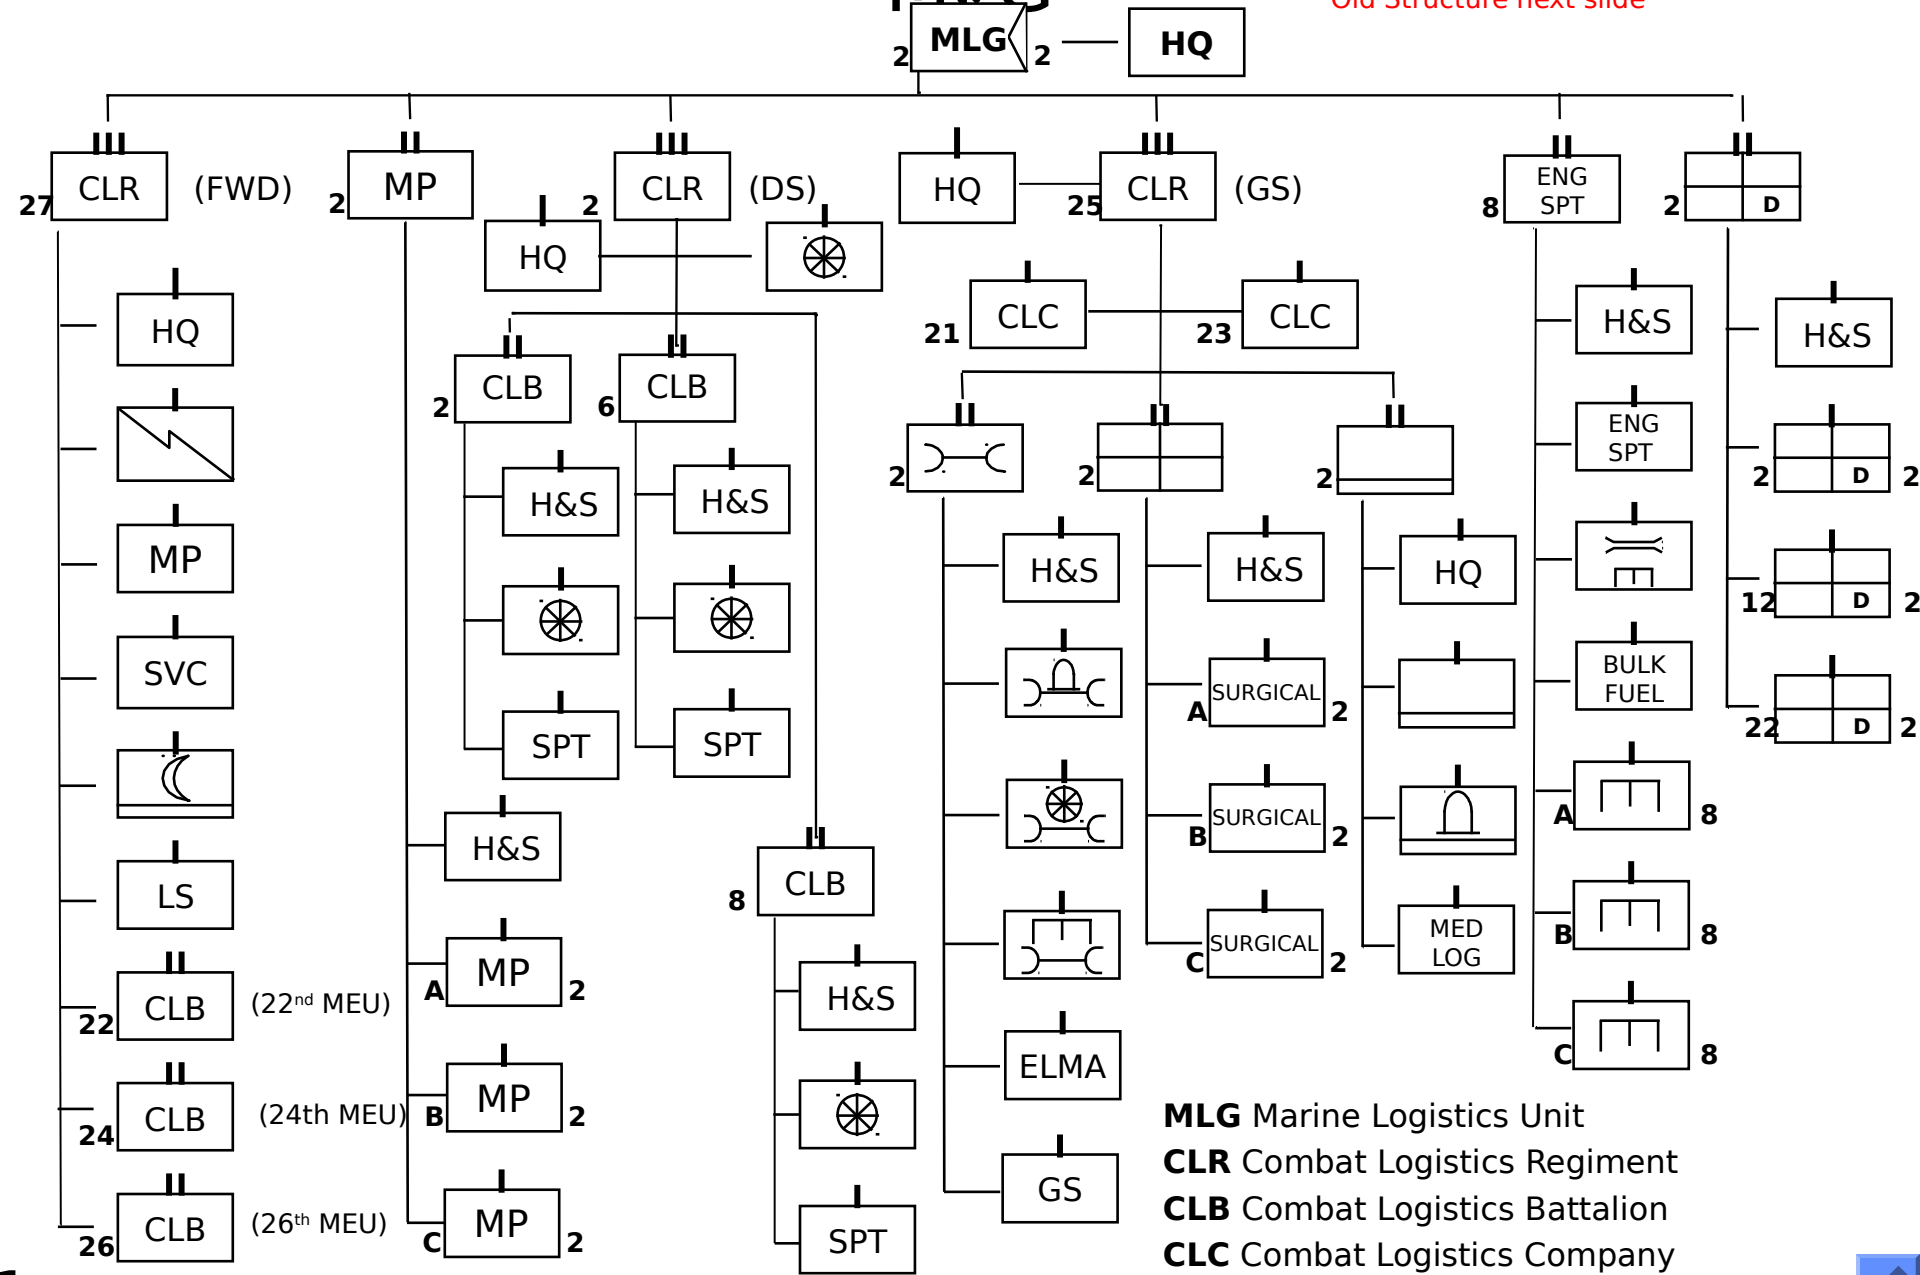 Old Structure next slide
2 MLG 2 HQ
27 CLR (FWD)
2 MP
2 CLR (DS)
HQ
25 CLR (GS)
8 ENG
SPT
2 D
HQ
MP
SVC
LS
22 CLB (22nd MEU)
24 CLB (24th MEU)
26 CLB (26th MEU)
H&S
A MP 2
B MP 2
C MP 2
HQ
2 CLB
H&S
SPT
6 CLB
H&S
SPT
8 CLB
H&S
SPT
21 CLC
23 CLC
2
H&S
ELMA
GS
2
H&S
A SURGICAL 2
B SURGICAL 2
C SURGICAL 2
2
HQ
MED
LOG
H&S
ENG
SPT
BULK
FUEL
A 8
B 8
C 8
H&S
2 D 2
12 D 2
22 D 2
MLG Marine Logistics Unit
CLR Combat Logistics Regiment
CLB Combat Logistics Battalion
CLC Combat Logistics Company